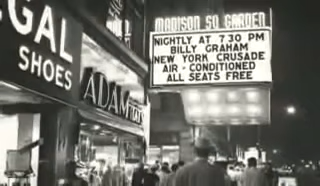 GAL
SHOES
ADAM
MADISON SQ GARDEN
NIGHTLY AT 7 30 PM
BILLY GRAHAM
NEW YORK CRUSADE
AIR - CONDITIONED
ALL SEATS FREE